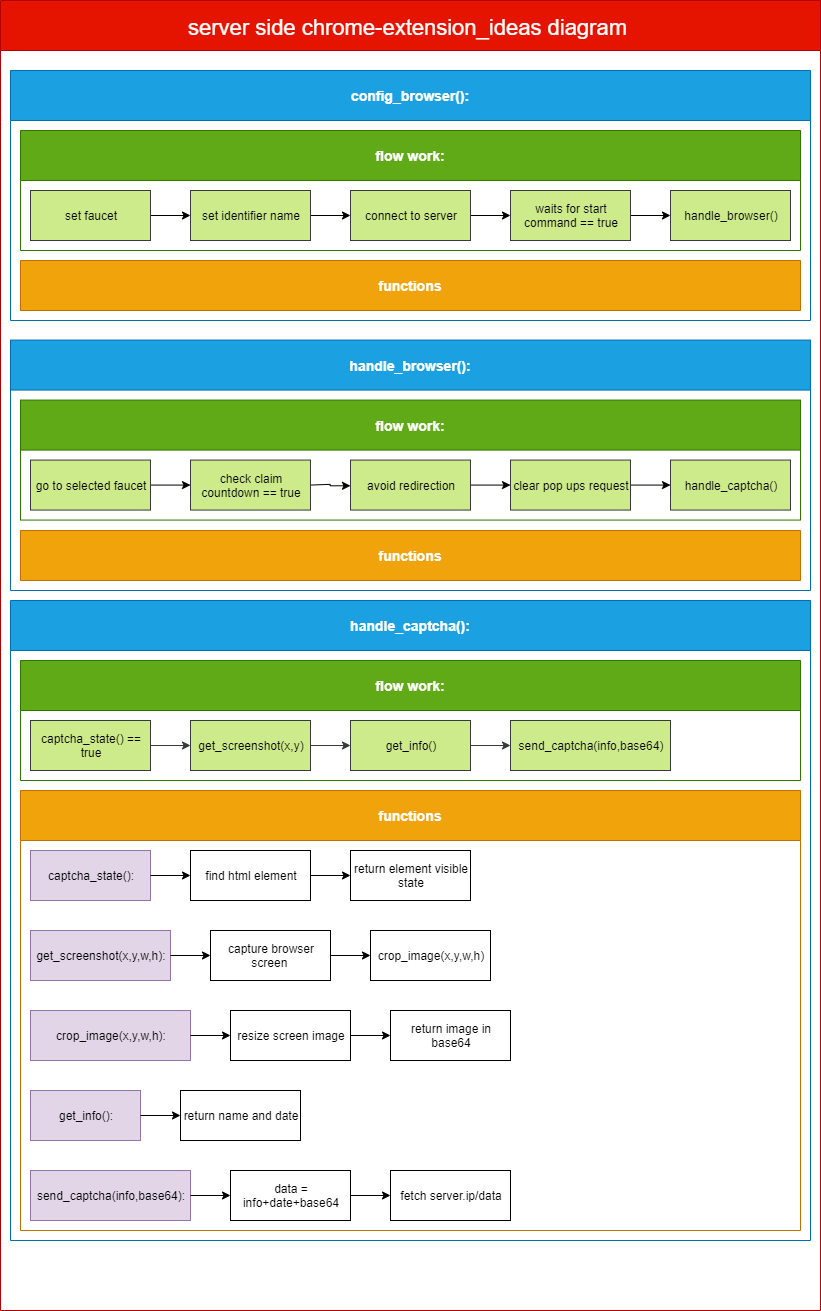 server side chrome-extension_ideas diagram
config_browser():
flow work:
set faucet
set identifier name
connect to server
waits for start
command == true
handle_browser()
functions
handle_browser():
flow work:
go to selected faucet
check claim
countdown == true
avoid redirection
clear pop ups request
handle_captcha()
functions
handle_captcha():
flow work:
captcha_state() ==
true
get_screenshot(x,y)
get_info()
send_captcha(info,base64)
functions
captcha_state():
find html element
return element visible
state
get_screenshot(x,y,w,h):
capture browser
screen
crop_image(x,y,w,h)
crop_image(x,y,w,h):
resize screen image
return image in
base64
get_info():
return name and date
send_captcha(info,base64):
data =
info+date+base64
fetch server.ip/data